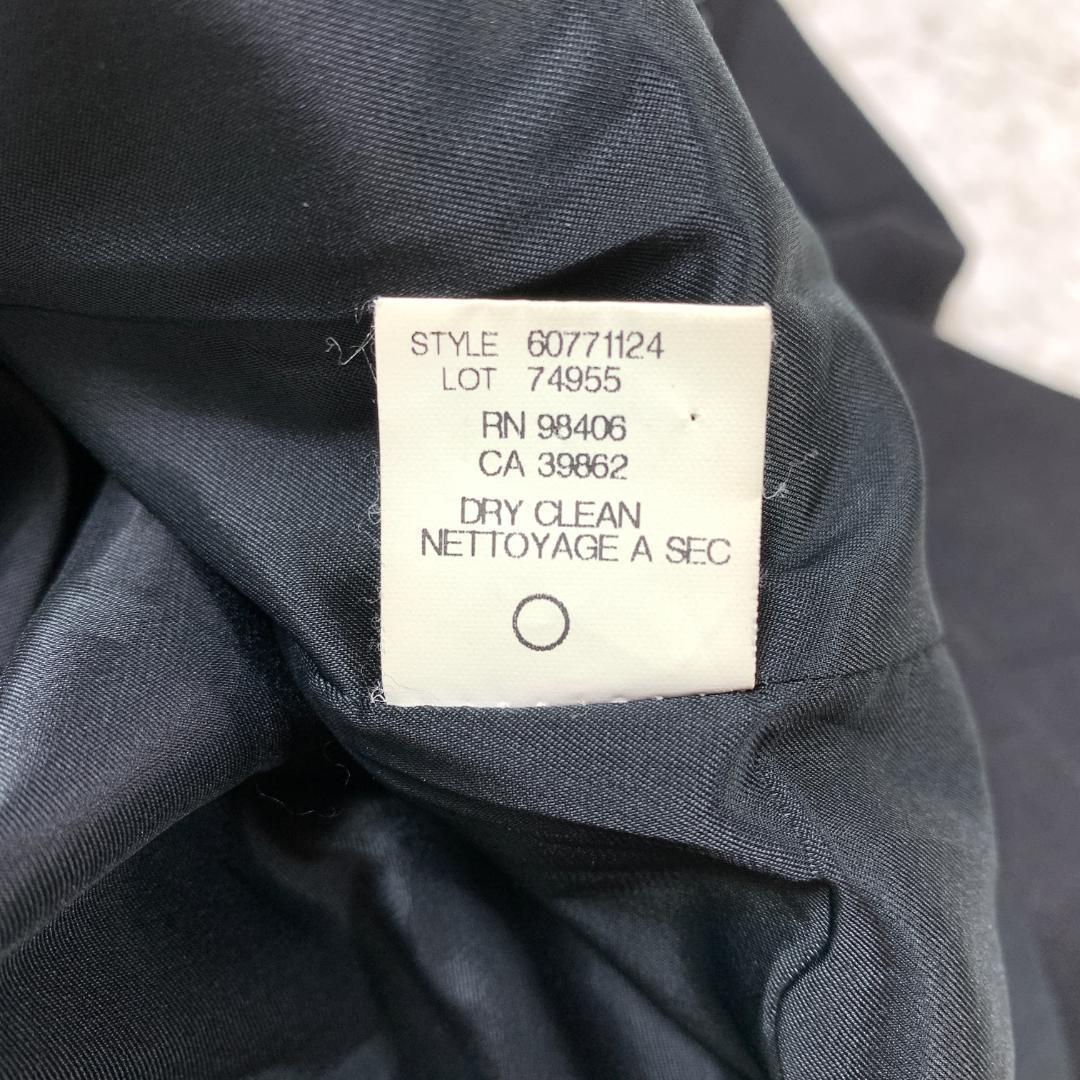 STYLE 60771124
LOT 74955
RN 98406
CA 39862
DRY CLEAN
NETTOYAGE A SEC